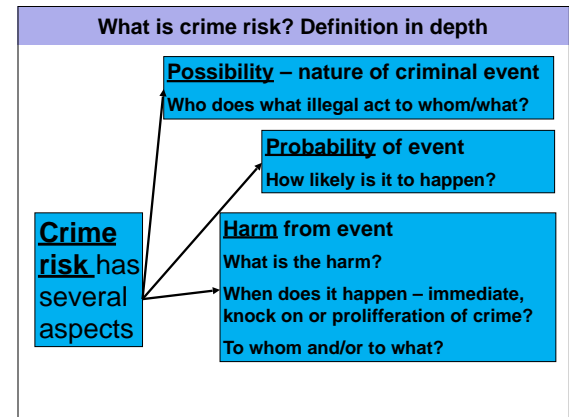 What is crime risk? Definition in depth
Possibility – nature of criminal event
Who does what illegal act to whom/what?
Probability of event
How likely is it to happen?
Crime
risk has
several
aspects
Harm from event
What is the harm?
When does it happen – immediate,
knock on or prolifferation of crime?
To whom and/or to what?